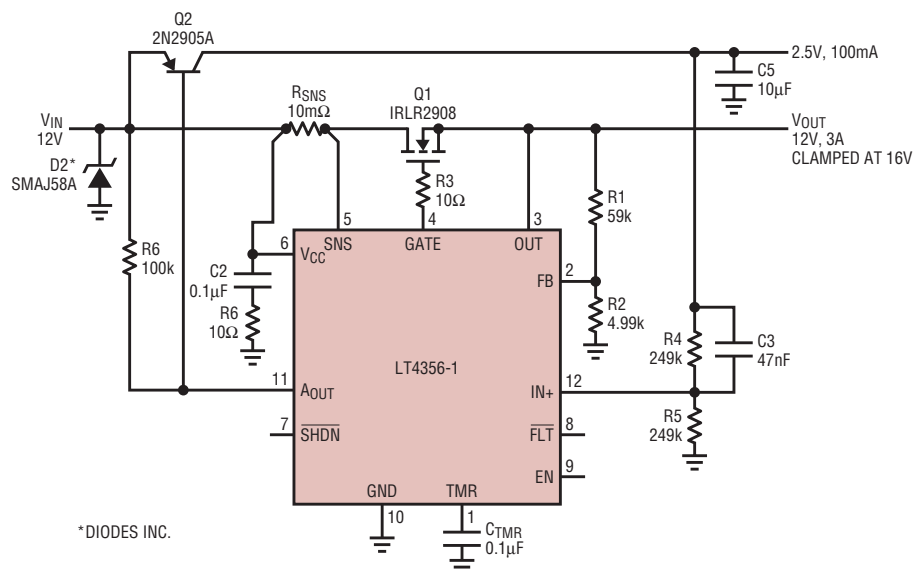 Q2
2N2905A
2.5V, 100mA
C5
10µF
VIN
12V
RSNS
10mΩ
Q1
IRLR2908
VOUT
12V, 3A
CLAMPED AT 16V
D2*
SMAJ58A
R3
10Ω
R1
59k
5
4
3
SNS
GATE
OUT
6
VCC
R6
100k
C2
0.1µF
2
FB
R2
4.99k
R6
10Ω
R4
249k
C3
47nF
LT4356-1
11
AOUT
12
IN+
R5
249k
7
SHDN
8
FLT
9
EN
GND
TMR
10
1
CTMR
0.1µF
*DIODES INC.